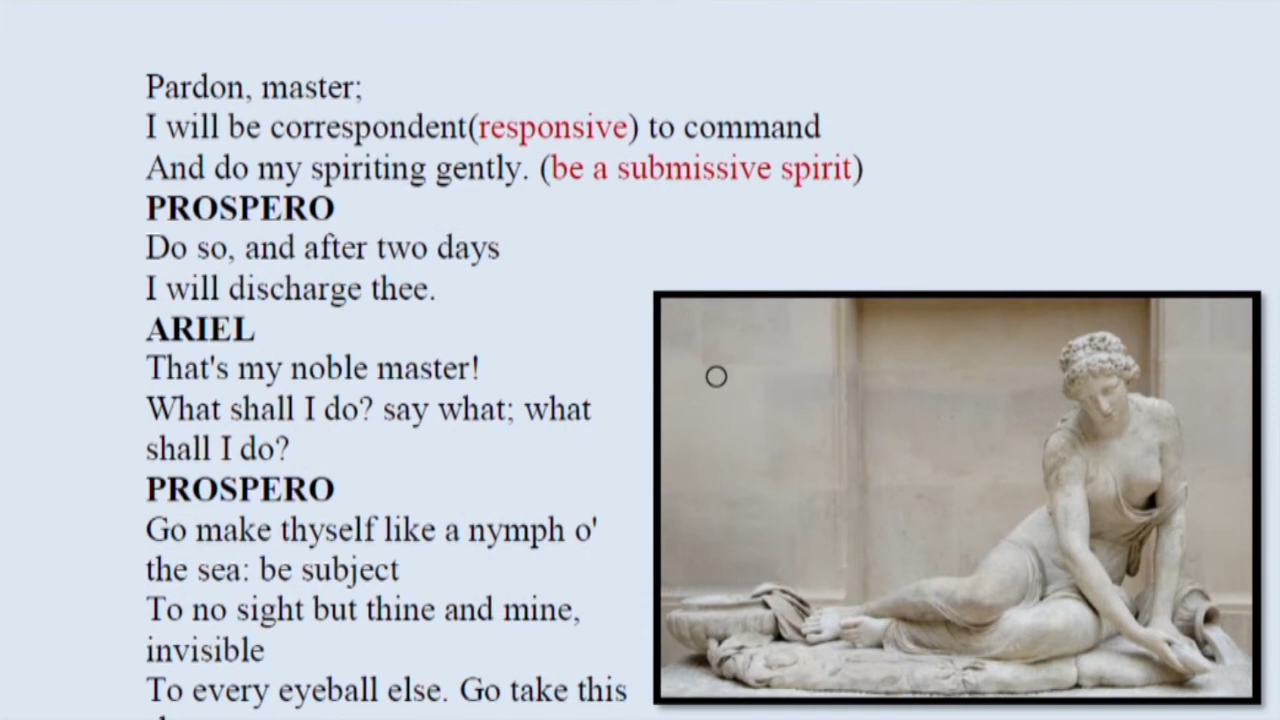 Pardon, master;
I will be correspondent(responsive) to command
And do my spiriting gently. (be a submissive spirit)
PROSPERO
Do so, and after two days
I will discharge thee.
ARIEL
That's my noble master!
What shall I do? say what; what
shall I do?
PROSPERO
Go make thyself like a nymph o'
the sea: be subject
To no sight but thine and mine,
invisible
To every eyeball else. Go take this